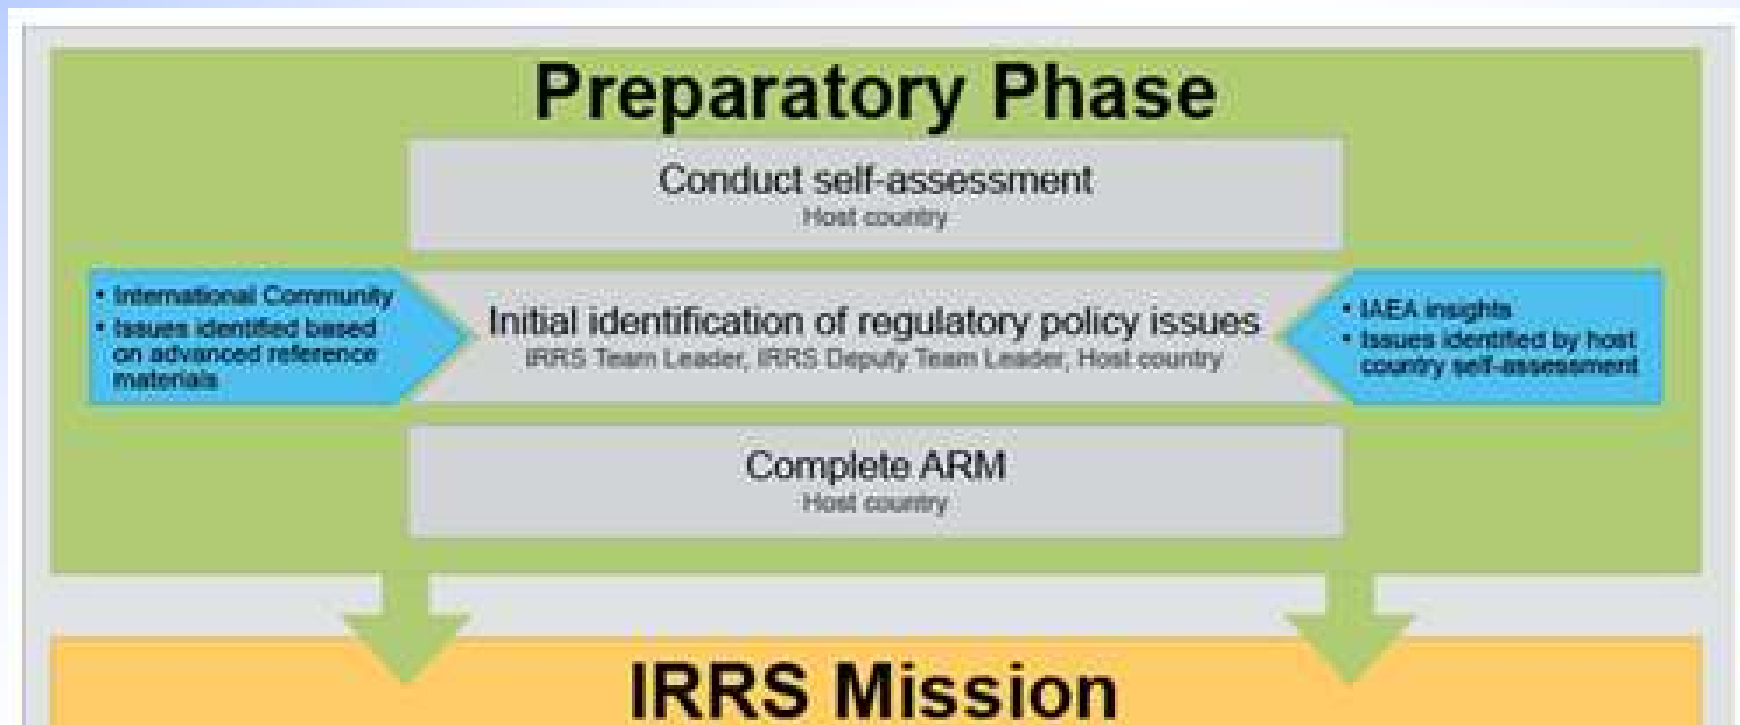 Preparatory Phase
Conduct self-assessment
Host country
• International Community
• Issues identified based
on advanced reference
materials
Initial identification of regulatory policy issues
IRRS Team Leader, IRRS Deputy Team Leader, Host country
• IAEA insights
• Issues identified by host
country self-assessment
Complete ARM
Host country
IRRS Mission